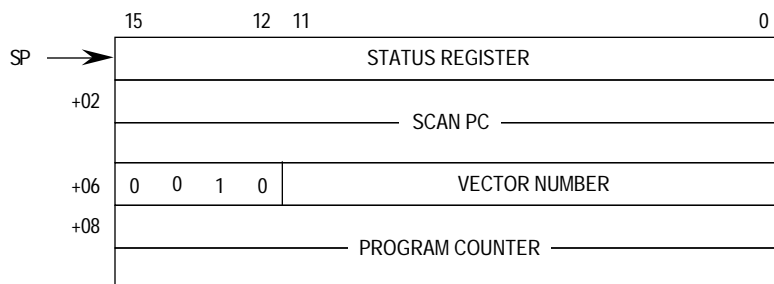 15 12 11 0
SP STATUS REGISTER
+02
SCAN PC
+06 0 0 1 0 VECTOR NUMBER
+08
PROGRAM COUNTER